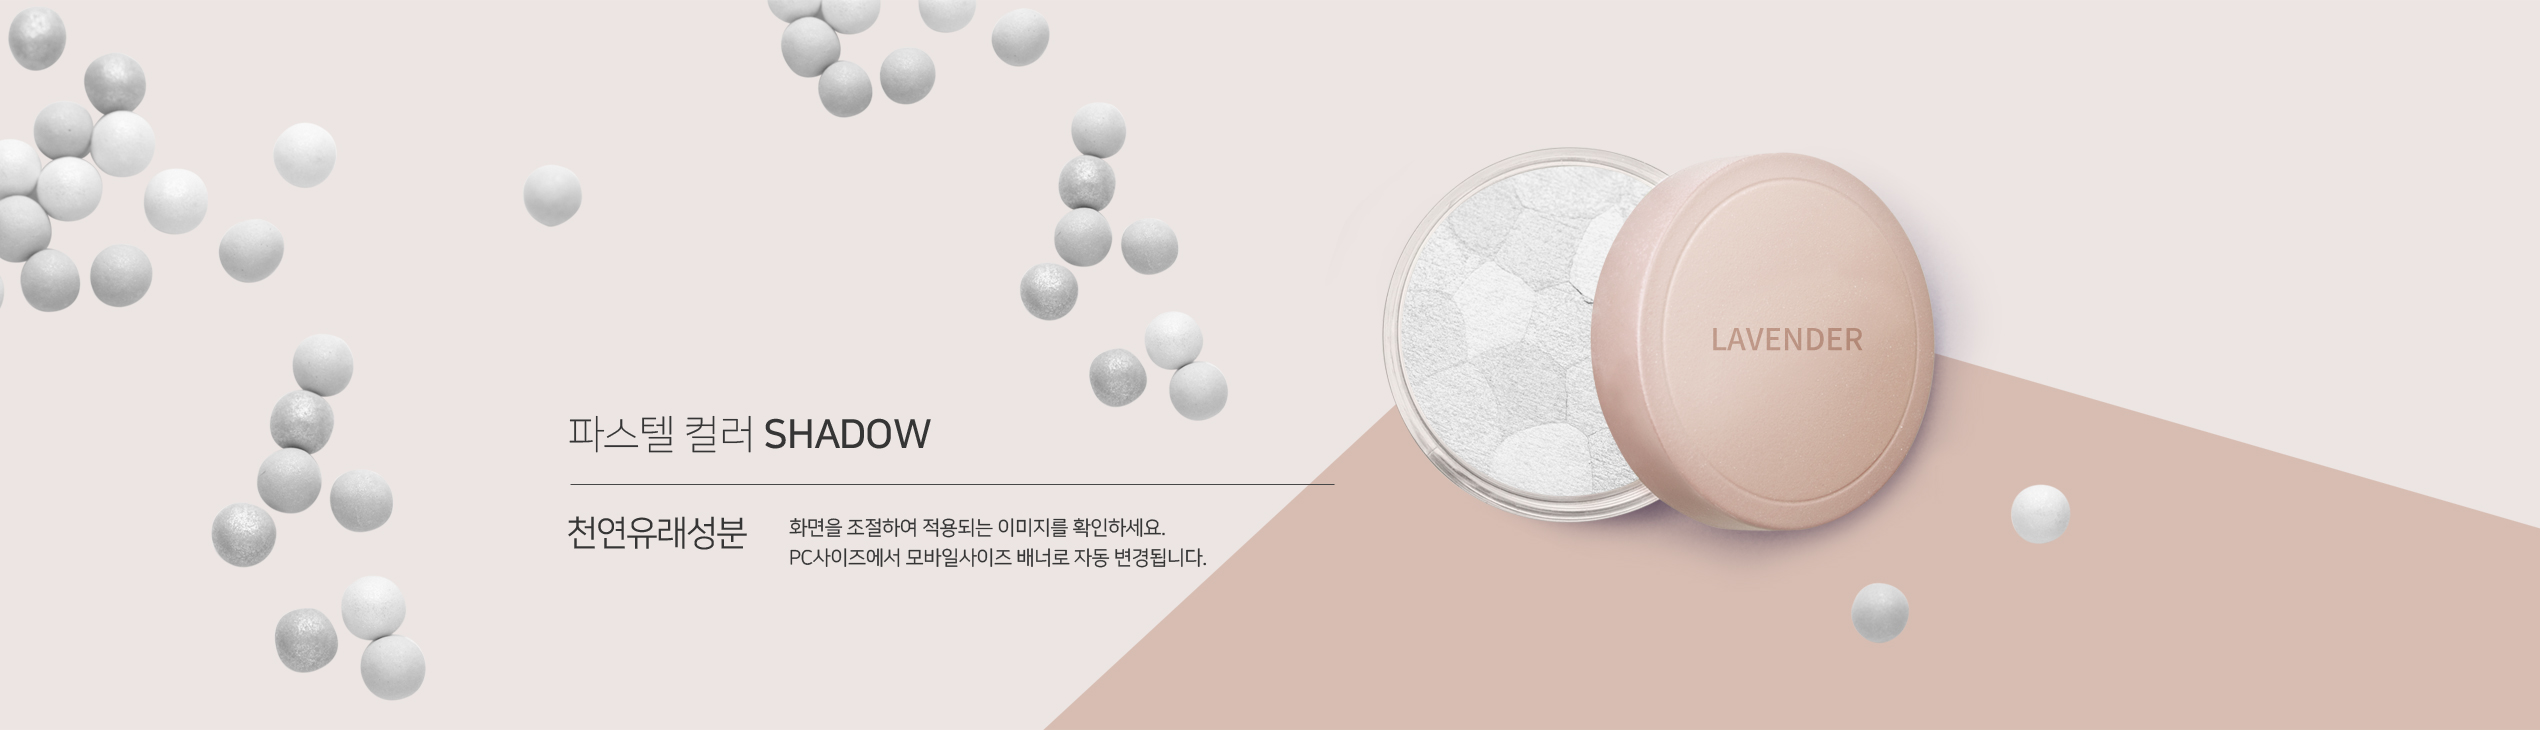 LAVENDER
파스텔 컬러 SHADOW
천연유래성분
화면을 조절하여 적용되는 이미지를 확인하세요.
PC사이즈에서 모바일사이즈 배너로 자동 변경됩니다.